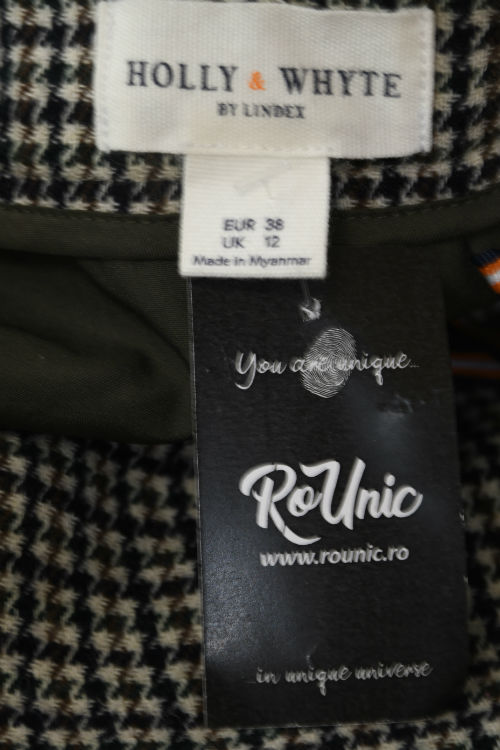 HOLLY & WHYTE
BY LINDEX
EUR 38
UK 12
Made in Myanmar
You are unique...
RoUnic
www.rounic.ro
in unique universe